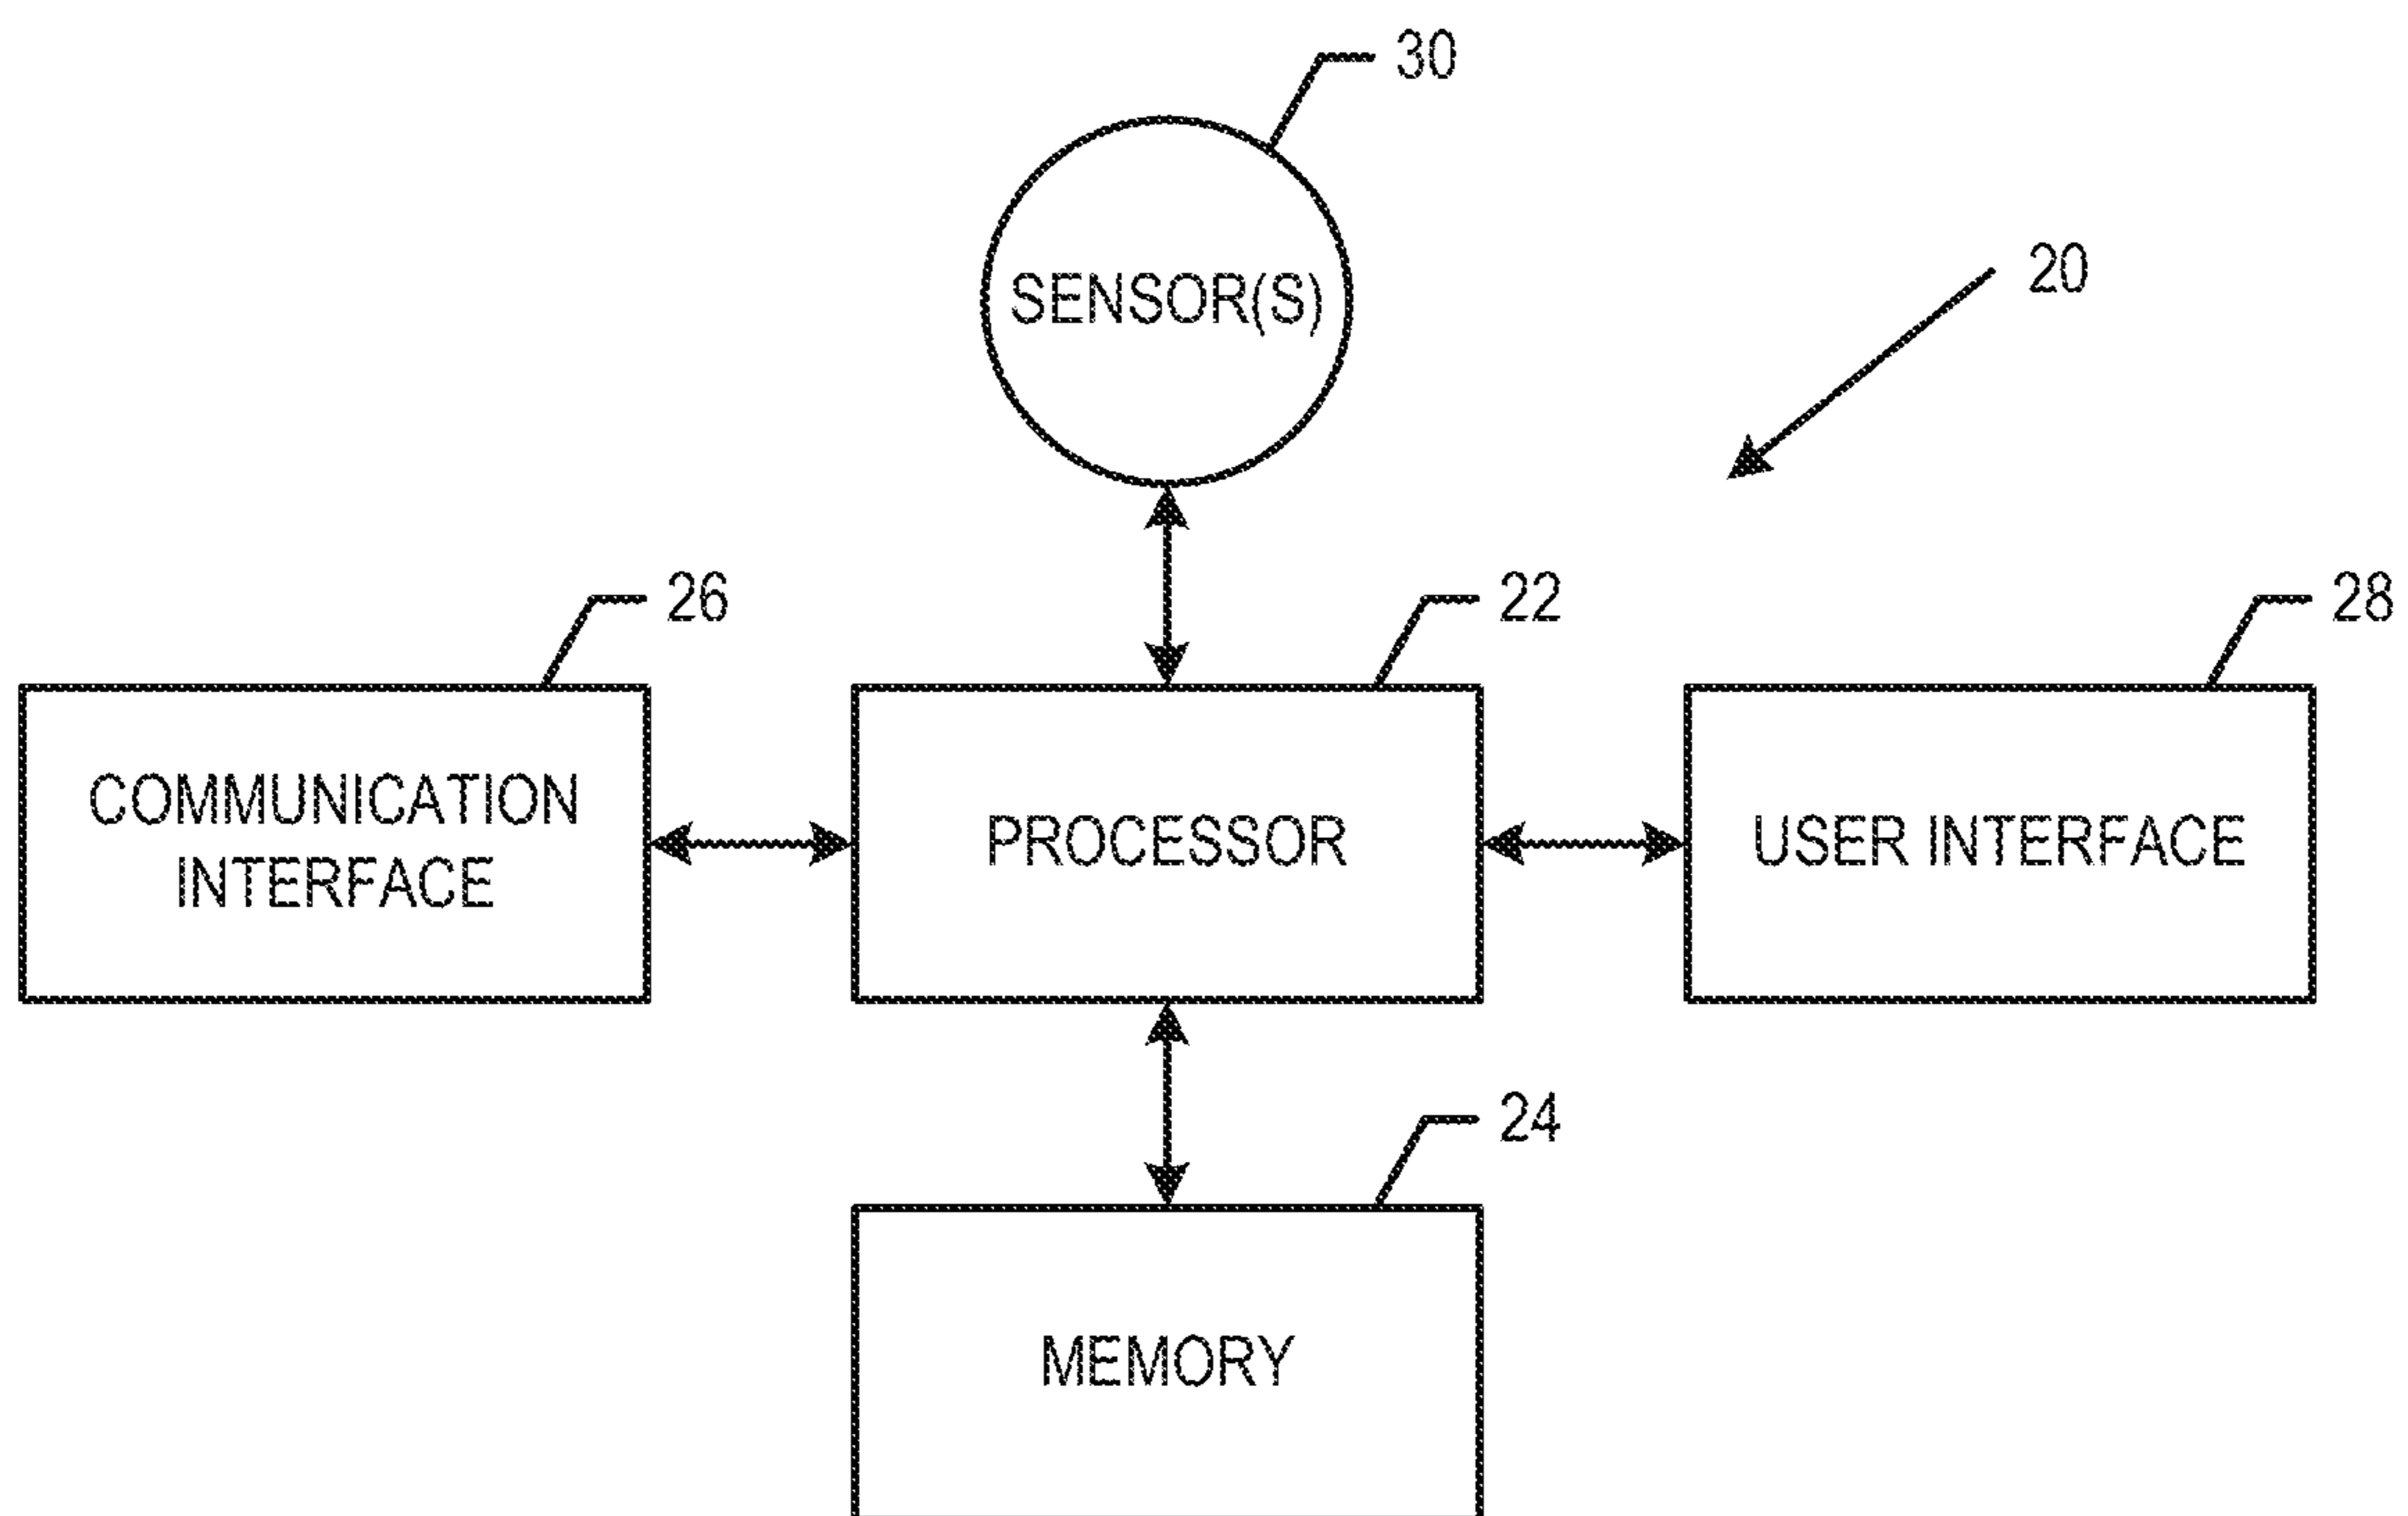 30
SENSOR(S)
20
26
22
28
COMMUNICATION
INTERFACE
PROCESSOR
USER INTERFACE
24
MEMORY